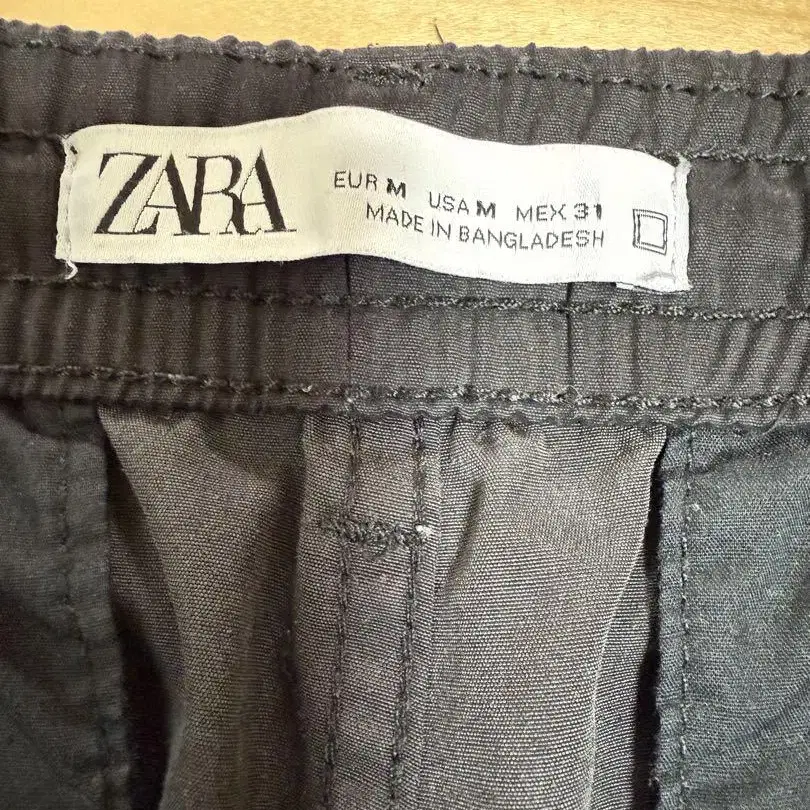 ZARA
EUR M USA M MEX 31
MADE IN BANGLADESH